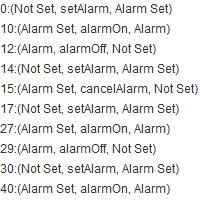 0:(Not Set, setAlarm, Alarm Set)
10:(Alarm Set, alarmOn, Alarm)
12:(Alarm, alarmOff, Not Set)
14:(Not Set, setAlarm, Alarm Set)
15:(Alarm Set, cancelAlarm, Not Set)
17:(Not Set, setAlarm, Alarm Set)
27:(Alarm Set, alarmOn, Alarm)
29:(Alarm, alarmOff, Not Set)
30:(Not Set, setAlarm, Alarm Set)
40:(Alarm Set, alarmOn, Alarm)